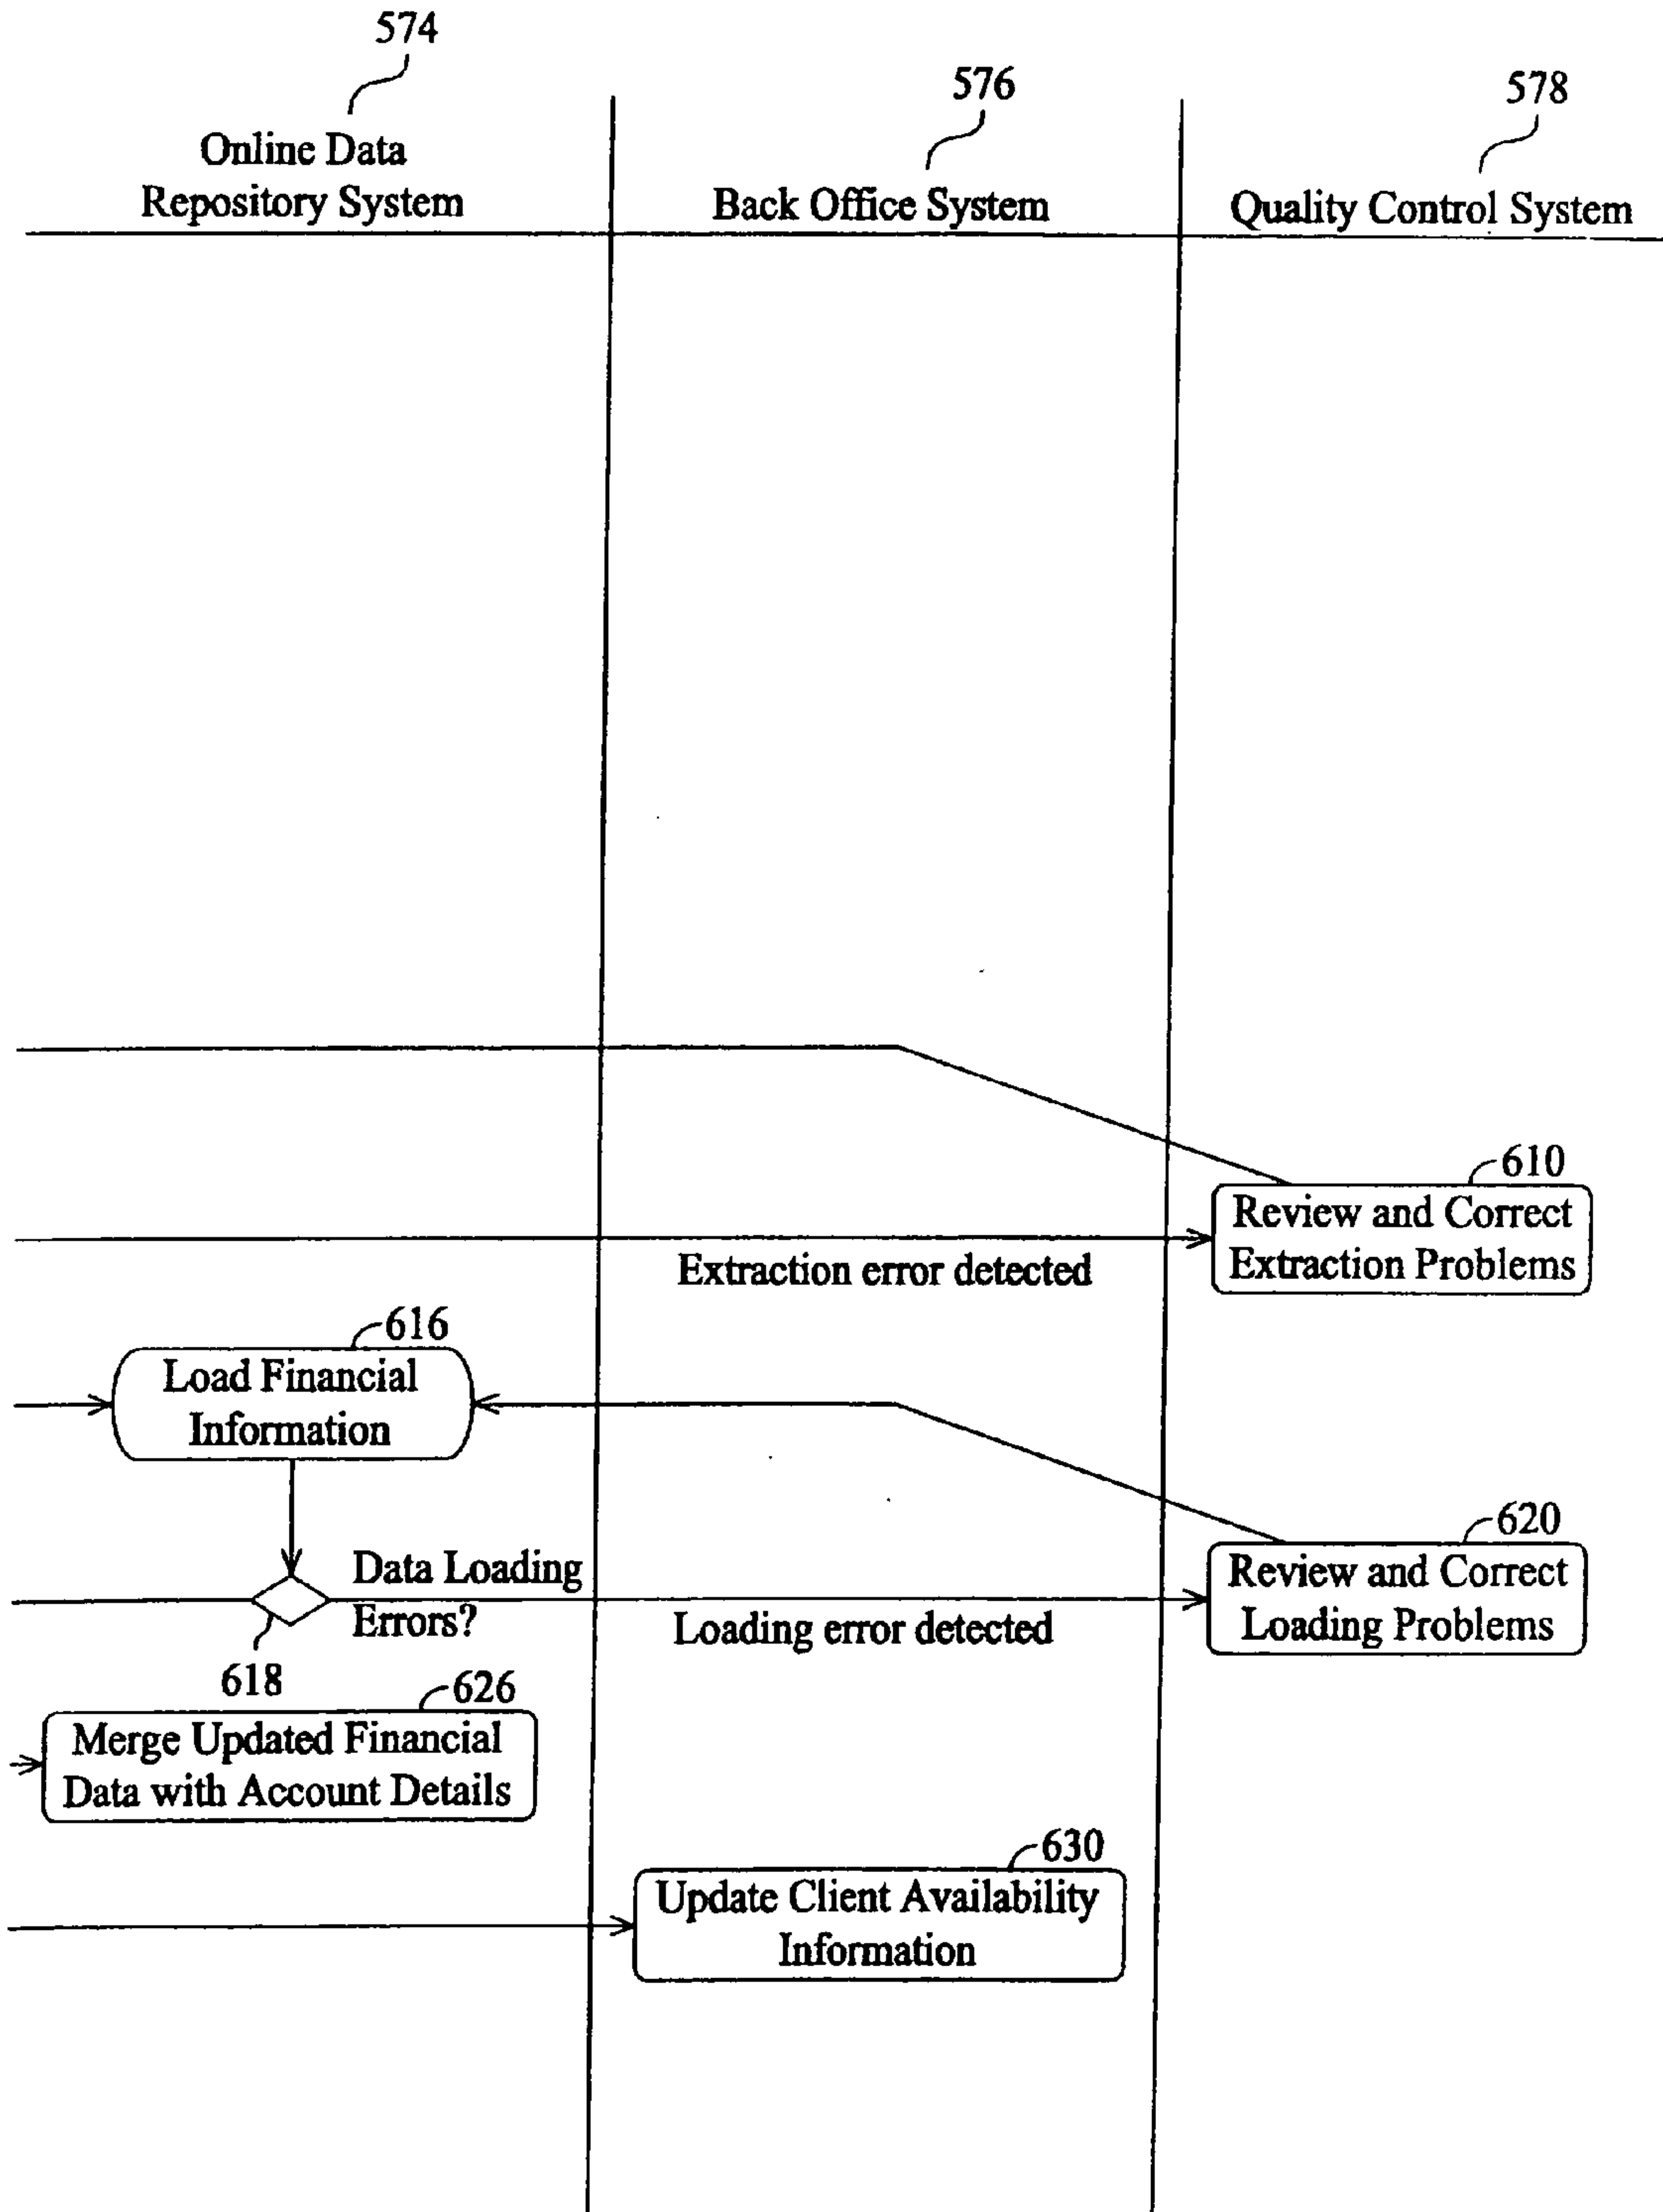 574
576
578
Online Data
Repository System
Back Office System
Quality Control System
610
Review and Correct
Extraction Problems
Extraction error detected
616
Load Financial
Information
620
Review and Correct
Loading Problems
Data Loading
Errors?
Loading error detected
618
626
Merge Updated Financial
Data with Account Details
630
Update Client Availability
Information